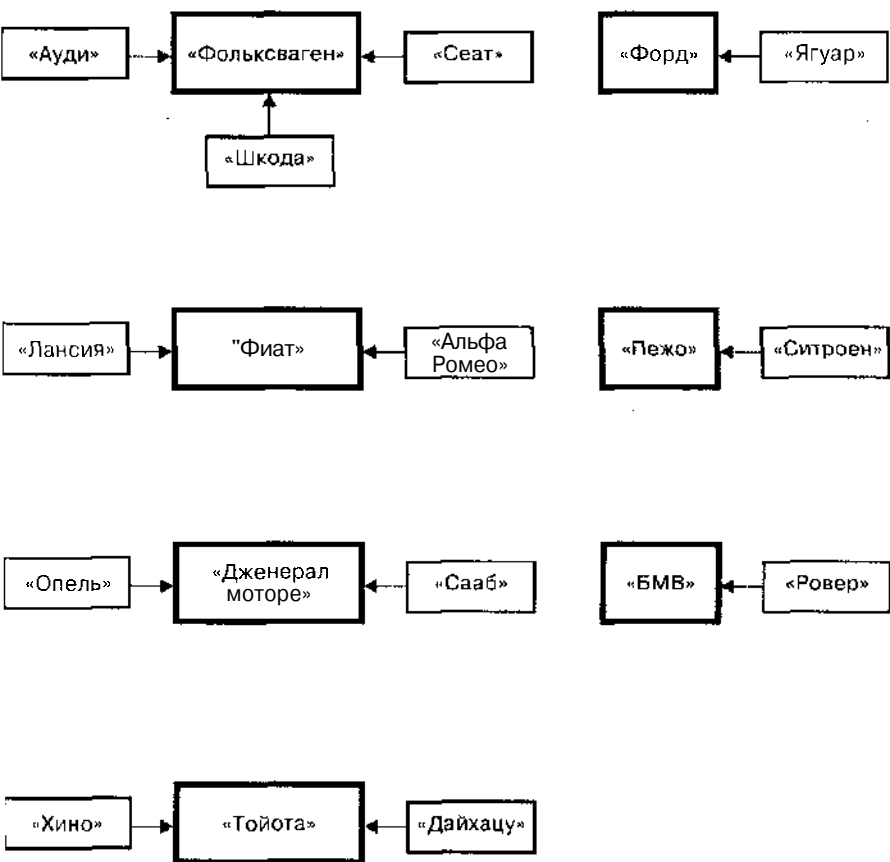 «Ауди» «Фольксваген» «Сеат» «Форд» «Ягуар»
«Шкода»
«Лансия» "Фиат» «Альфа
Ромео» «Пежо» «Ситроен»
«Опель» «Дженерал
моторе» «Сааб» «БМВ» «Ровер»
«Хино» «Тойота» «Дайхацу»